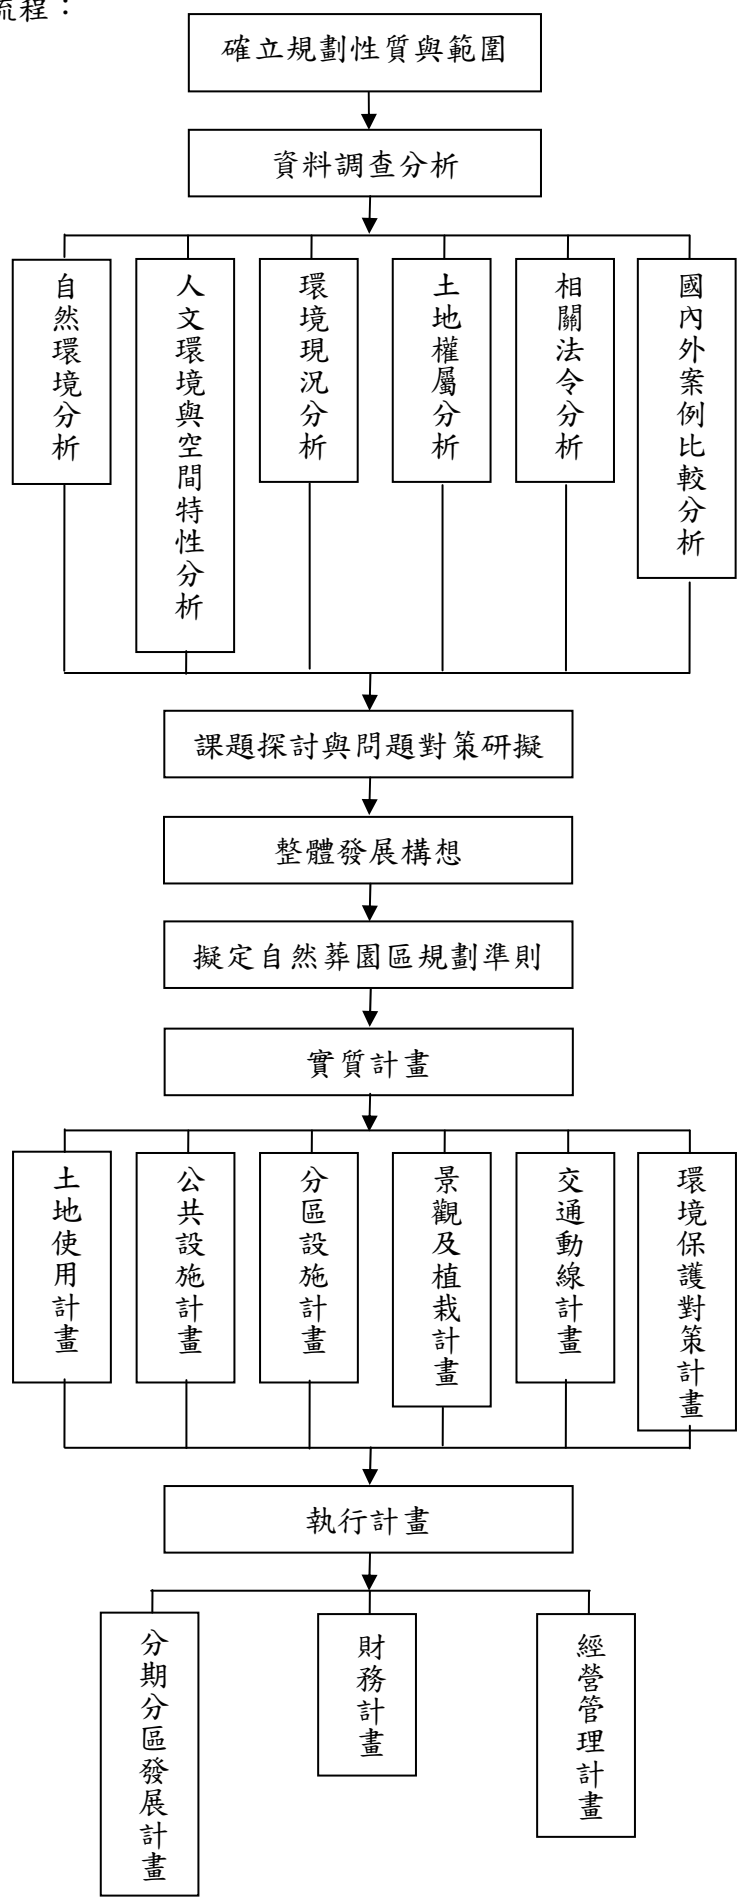 流程：
確立規劃性質與範圍
資料調查分析
自然環境分析
人文環境與空間特性分析
環境現況分析
土地權屬分析
相關法令分析
國內外案例比較分析
課題探討與問題對策研擬
整體發展構想
擬定自然葬園區規劃準則
實質計畫
土地使用計畫
公共設施計畫
分區設施計畫
景觀及植栽計畫
交通動線計畫
環境保護對策計畫
執行計畫
分期分區發展計畫
財務計畫
經營管理計畫